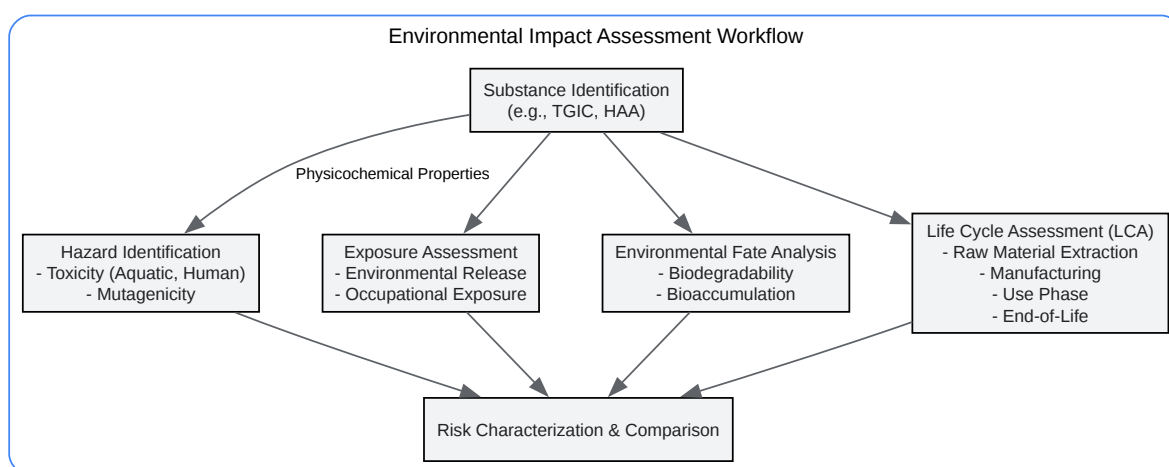 Environmental Impact Assessment Workflow
Substance Identification
(e.g., TGIC, HAA)
Physicochemical Properties
Hazard Identification
- Toxicity (Aquatic, Human)
- Mutagenicity
Exposure Assessment
- Environmental Release
- Occupational Exposure
Environmental Fate Analysis
- Biodegradability
- Bioaccumulation
Life Cycle Assessment (LCA)
- Raw Material Extraction
- Manufacturing
- Use Phase
- End-of-Life
Risk Characterization & Comparison